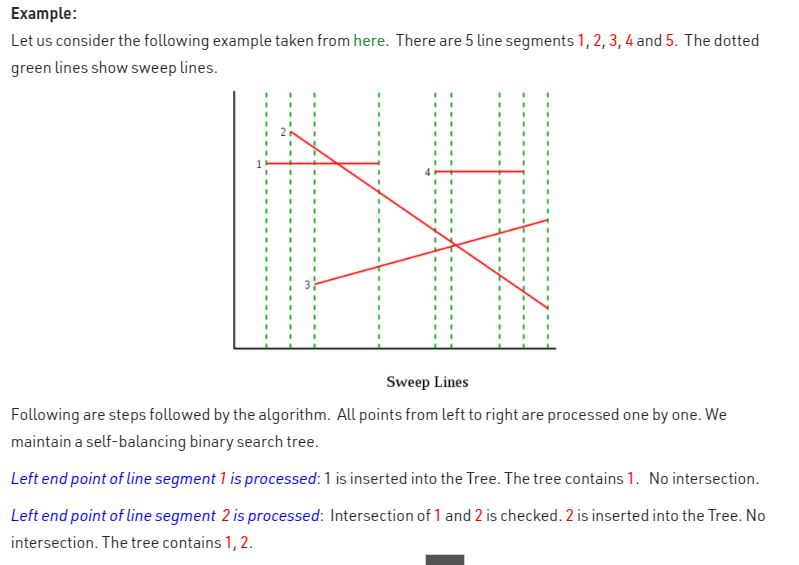 Example:
Let us consider the following example taken from here. There are 5 line segments 1, 2, 3, 4 and 5. The dotted
green lines show sweep lines.
2
1
4
3
Sweep Lines
Following are steps followed by the algorithm. All points from left to right are processed one by one. We
maintain a self-balancing binary search tree.
Left end point of line segment 1 is processed: 1 is inserted into the Tree. The tree contains 1. No intersection.
Left end point of line segment 2 is processed: Intersection of 1 and 2 is checked. 2 is inserted into the Tree. No
intersection. The tree contains 1, 2.